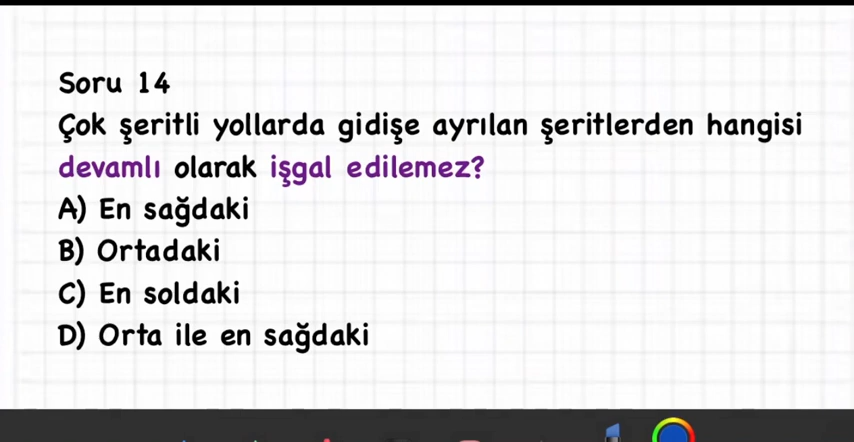 Soru 14
Çok şeritli yollarda gidişe ayrılan şeritlerden hangisi
devamlı olarak işgal edilemez?
A) En sağdaki
B) Ortadaki
C) En soldaki
D) Orta ile en sağdaki